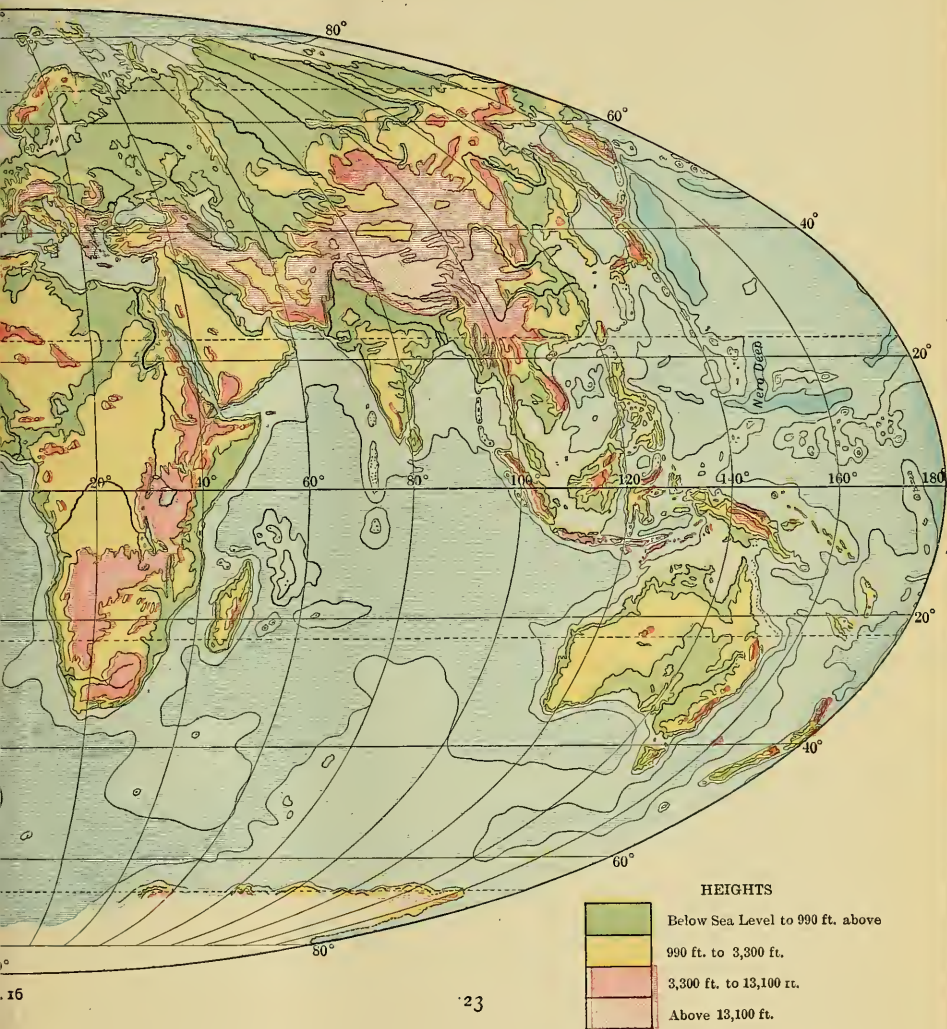 80°
60°
40°
20°
Nero Deep
20° 40° 60° 80° 100 120 140° 160° 180
20°
40°
60°
80°
HEIGHTS
Below Sea Level to 990 ft. above
990 ft. to 3,300 ft.
3,300 ft. to 13,100 ft.
Above 13,100 ft.
. 16
23